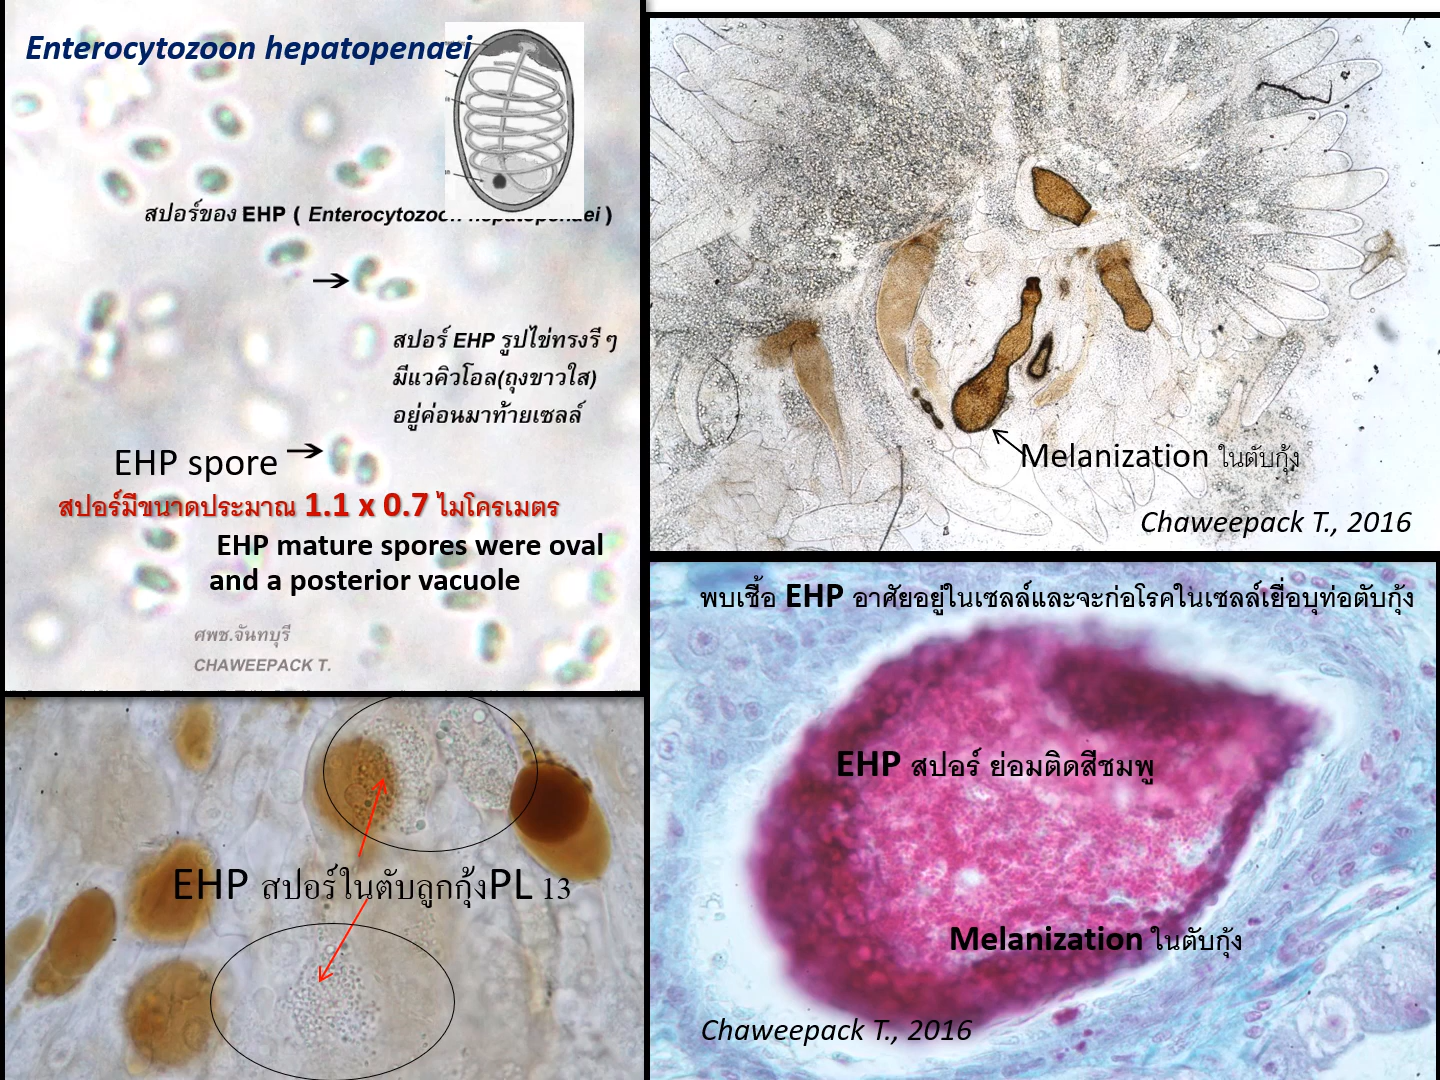 Enterocytozoon hepatopenaei
สปอร์ของ EHP ( Enterocytozoon hepatopenaei )
สปอร์ EHP รูปไข่ทรงรี ๆ
มีแวคิวโอล(ถุงขาวใส)
อยู่ค่อนมาท้ายเซลล์
EHP spore
สปอร์มีขนาดประมาณ 1.1 x 0.7 ไมโครเมตร
EHP mature spores were oval
and a posterior vacuole
ศพช.จันทบุรี
CHAWEEPACK T.
Melanization ในตับกุ้ง
Chaweepack T., 2016
EHP สปอร์ในตับลูกกุ้งPL 13
พบเชื้อ EHP อาศัยอยู่ในเซลล์และจะก่อโรคในเซลล์เยื่อบุท่อตับกุ้ง
EHP สปอร์ ย่อมติดสีชมพู
Melanization ในตับกุ้ง
Chaweepack T., 2016